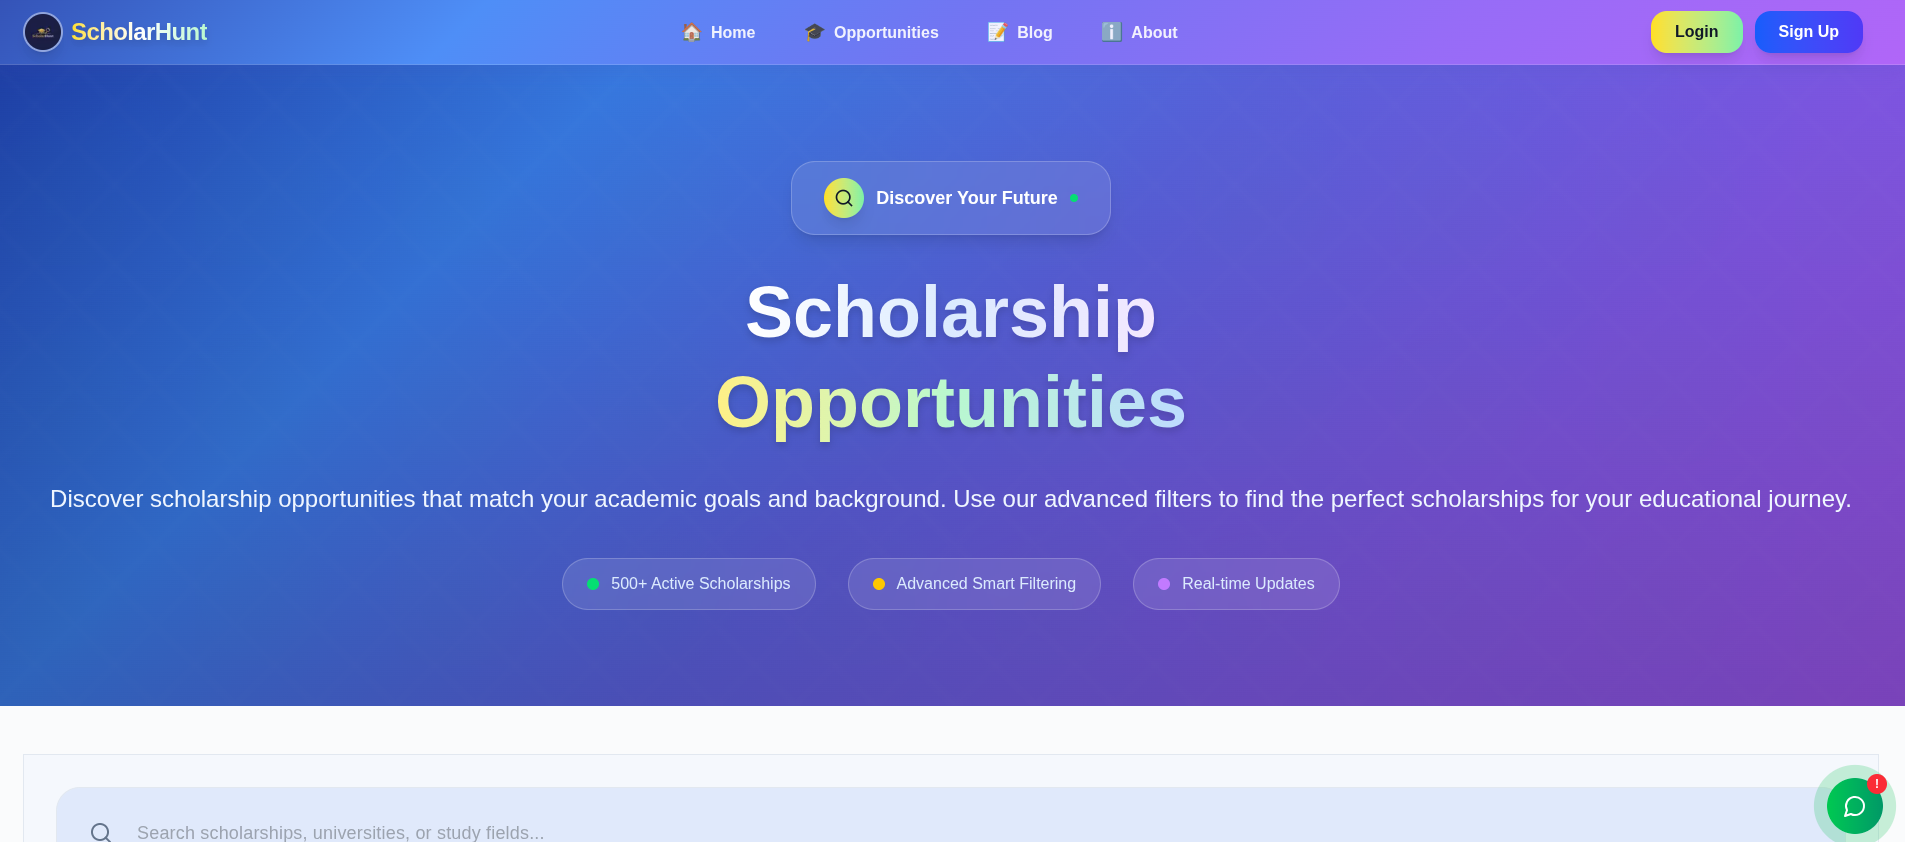 ScholarHunt
Home
Opportunities
Blog
About
Login
Sign Up
Discover Your Future
Scholarship
Opportunities
Discover scholarship opportunities that match your academic goals and background. Use our advanced filters to find the perfect scholarships for your educational journey.
500+ Active Scholarships
Advanced Smart Filtering
Real-time Updates
Search scholarships, universities, or study fields...
!